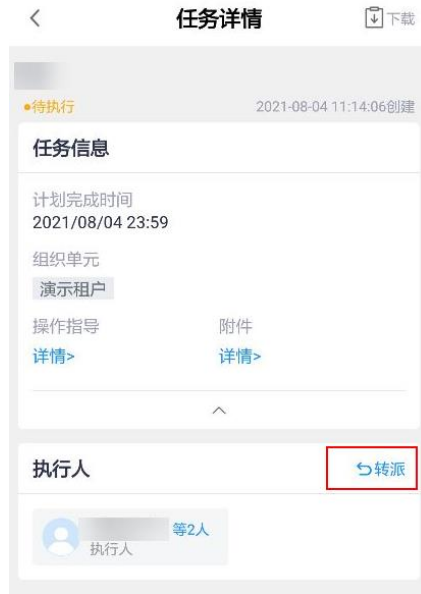 任务详情
下载
待执行
2021-08-04 11:14:06创建
任务信息
计划完成时间
2021/08/04 23:59
组织单元
演示租户
操作指导
附件
详情>
详情>
执行人
转派
等2人
执行人